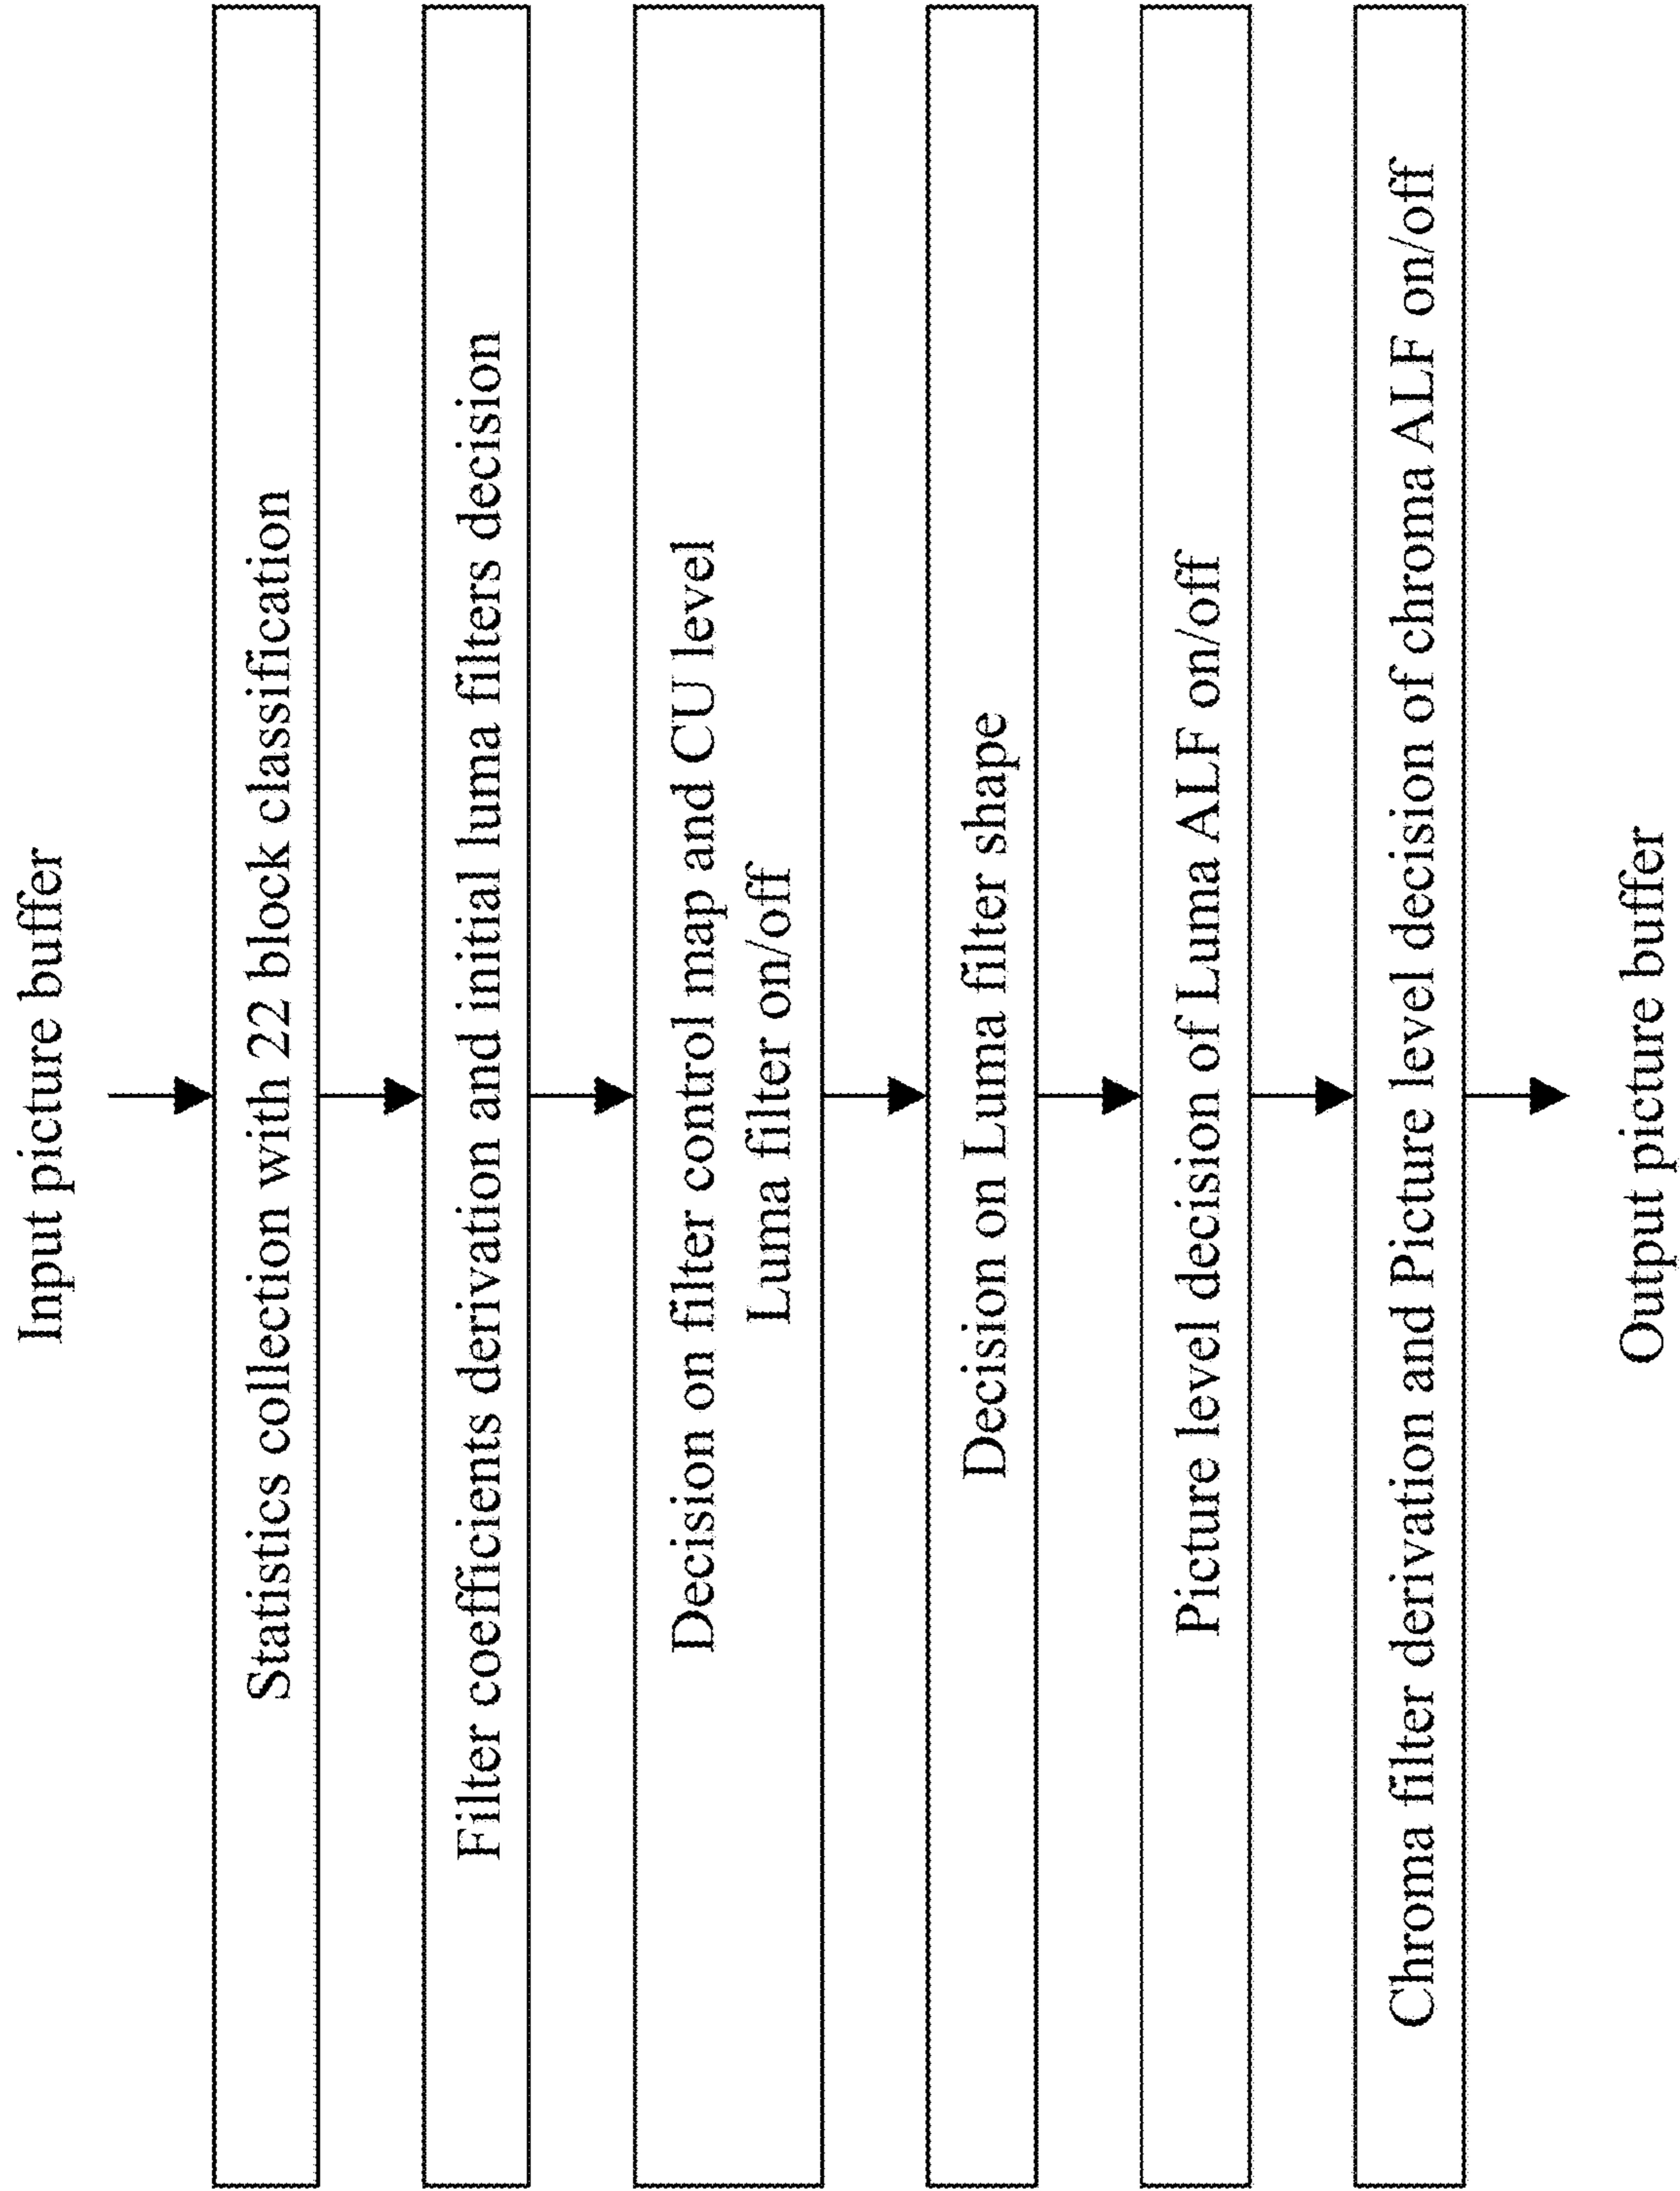 Input picture buffer
Statistics collection with 22 block classification
Filter coefficients derivation and initial luma filters decision
Decision on filter control map and CU level
Luma filter on/off
Decision on Luma filter shape
Picture level decision of Luma ALF on/off
Chroma filter derivation and Picture level decision of chroma ALF on/off
Output picture buffer